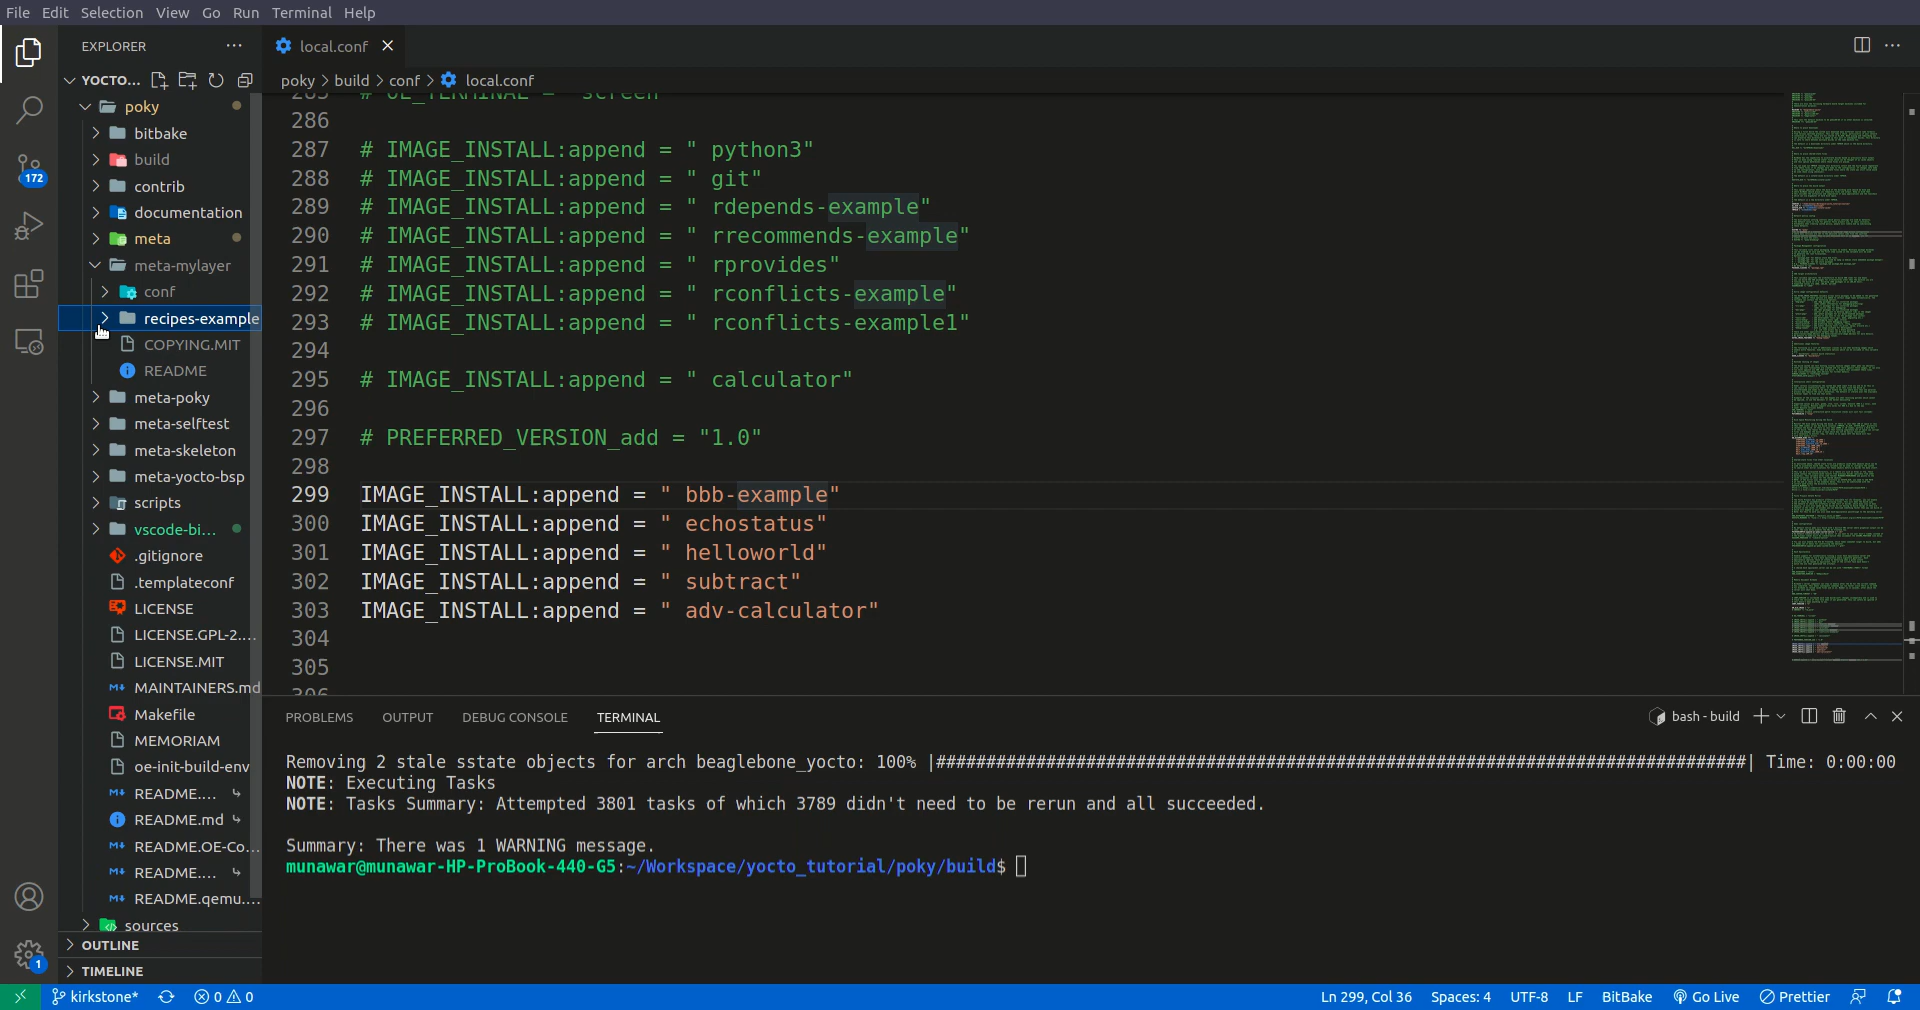 File Edit Selection View Go Run Terminal Help
EXPLORER
local.conf
YOCTO...
poky > build > conf > local.conf
poky
bitbake
build
contrib
documentation
meta
meta-mylayer
conf
recipes-example
COPYING.MIT
README
meta-poky
meta-selftest
meta-skeleton
meta-yocto-bsp
scripts
vscode-bi...
.gitignore
.templateconf
LICENSE
LICENSE.GPL-2....
LICENSE.MIT
MAINTAINERS.md
Makefile
MEMORIAM
oe-init-build-env
README....
README.md
README.OE-Co...
README....
README.qemu....
sources
OUTLINE
TIMELINE
172
1
286
287 # IMAGE_INSTALL:append = " python3"
288 # IMAGE_INSTALL:append = " git"
289 # IMAGE_INSTALL:append = " rdepends-example"
290 # IMAGE_INSTALL:append = " rrecommends-example"
291 # IMAGE_INSTALL:append = " rprovides"
292 # IMAGE_INSTALL:append = " rconflicts-example"
293 # IMAGE_INSTALL:append = " rconflicts-example1"
294
295 # IMAGE_INSTALL:append = " calculator"
296
297 # PREFERRED_VERSION_add = "1.0"
298
299 IMAGE_INSTALL:append = " bbb-example"
300 IMAGE_INSTALL:append = " echostatus"
301 IMAGE_INSTALL:append = " helloworld"
302 IMAGE_INSTALL:append = " subtract"
303 IMAGE_INSTALL:append = " adv-calculator"
304
305
PROBLEMS OUTPUT DEBUG CONSOLE TERMINAL
bash - build
Removing 2 stale sstate objects for arch beaglebone_yocto: 100% |#################################################################################| Time: 0:00:00
NOTE: Executing Tasks
NOTE: Tasks Summary: Attempted 3801 tasks of which 3789 didn't need to be rerun and all succeeded.
Summary: There was 1 WARNING message.
munawar@munawar-HP-ProBook-440-G5:~/Workspace/yocto_tutorial/poky/build$
kirkstone* 0 0
Ln 299, Col 36 Spaces: 4 UTF-8 LF BitBake Go Live Prettier